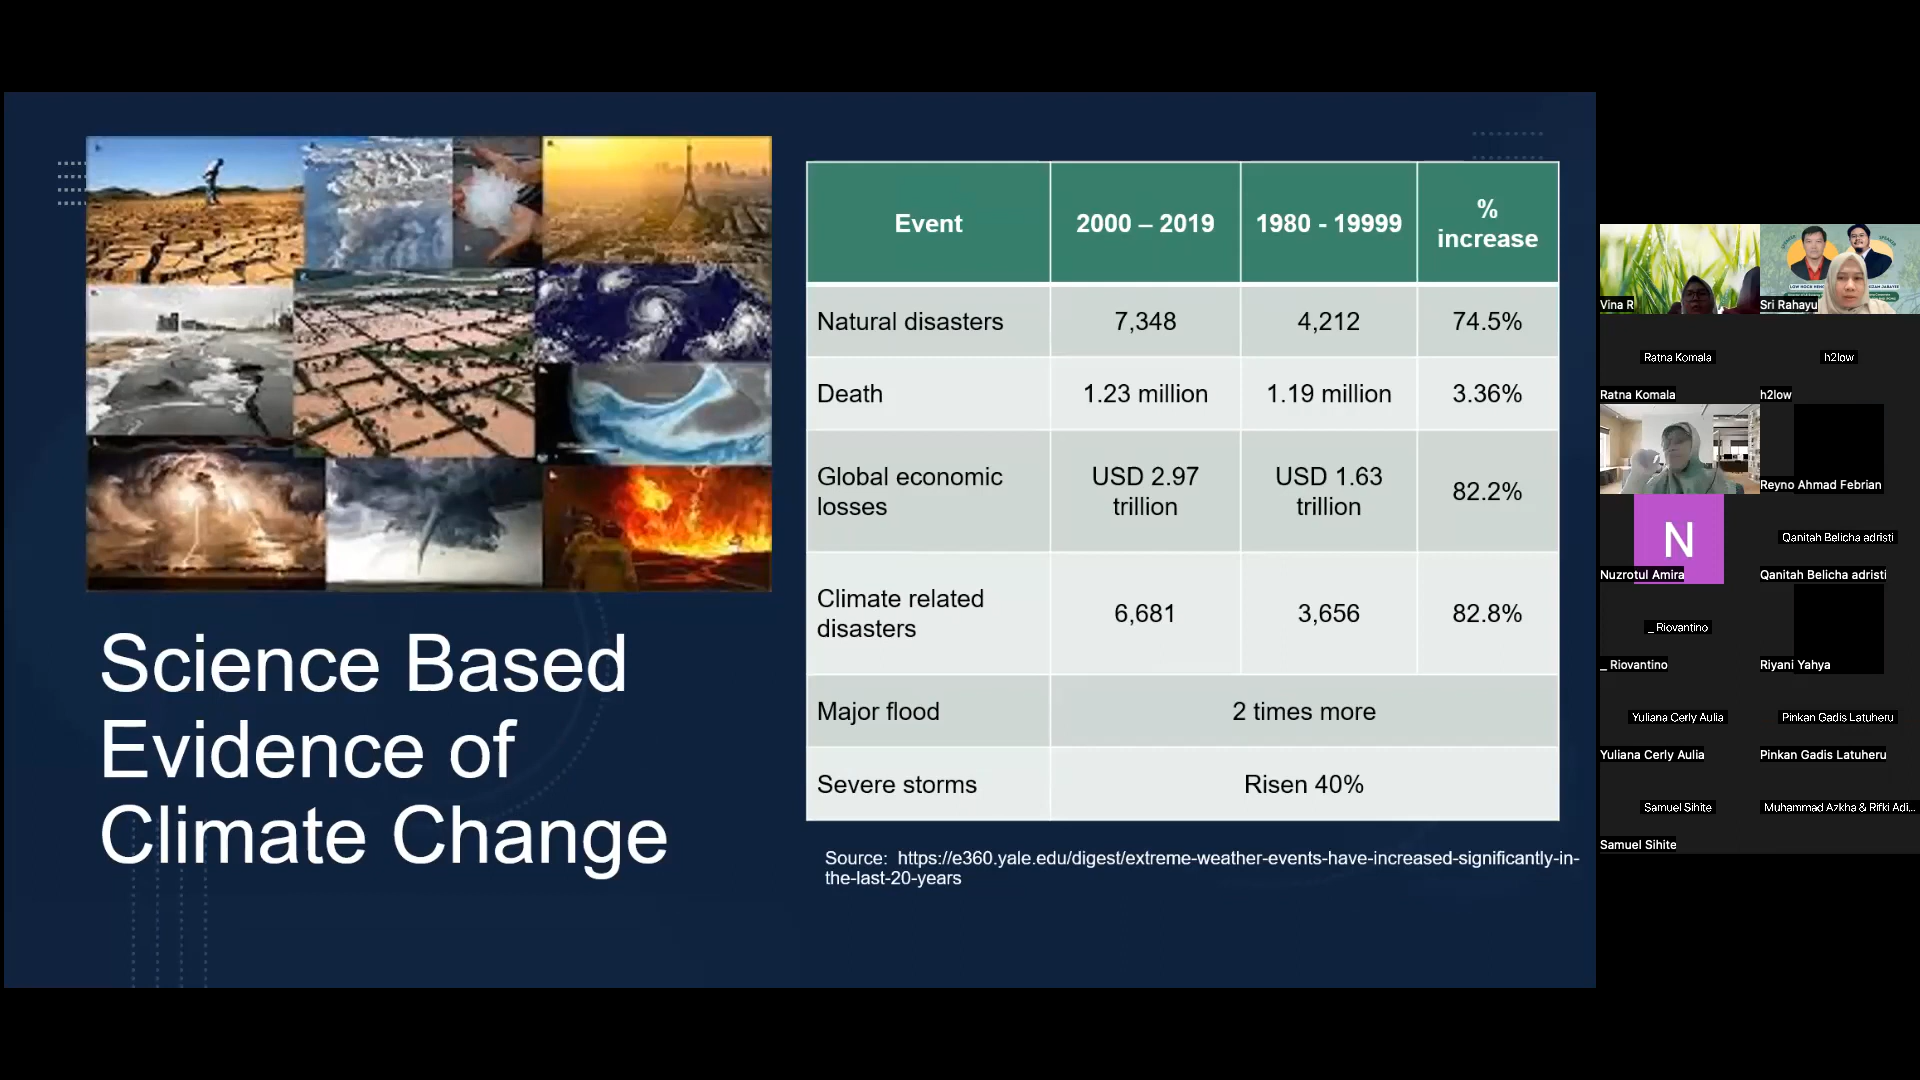 Science Based
Evidence of
Climate Change
Event 2000 – 2019 1980 - 19999 % increase
Natural disasters 7,348 4,212 74.5%
Death 1.23 million 1.19 million 3.36%
Global economic losses USD 2.97 trillion USD 1.63 trillion 82.2%
Climate related disasters 6,681 3,656 82.8%
Major flood 2 times more
Severe storms Risen 40%
Source: https://e360.yale.edu/digest/extreme-weather-events-have-increased-significantly-in-
the-last-20-years
Vina R
Sri Rahayu
LOW HOCK HENG
Ratna Komala
h2low
Ratna Komala
h2low
Reyno Ahmad Febrian
N
Qanitah Belicha adristi
Nuzrotul Amira
Qanitah Belicha adristi
_ Riovantino
_ Riovantino
Riyani Yahya
Yuliana Cerly Aulia
Pinkan Gadis Latuheru
Yuliana Cerly Aulia
Pinkan Gadis Latuheru
Samuel Sihite
Muhammad Azkha & Rifki Adi...
Samuel Sihite